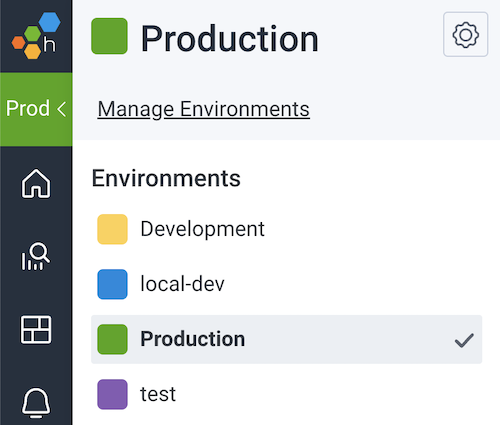 h
Production
Prod
Manage Environments
Environments
Development
local-dev
Production
test